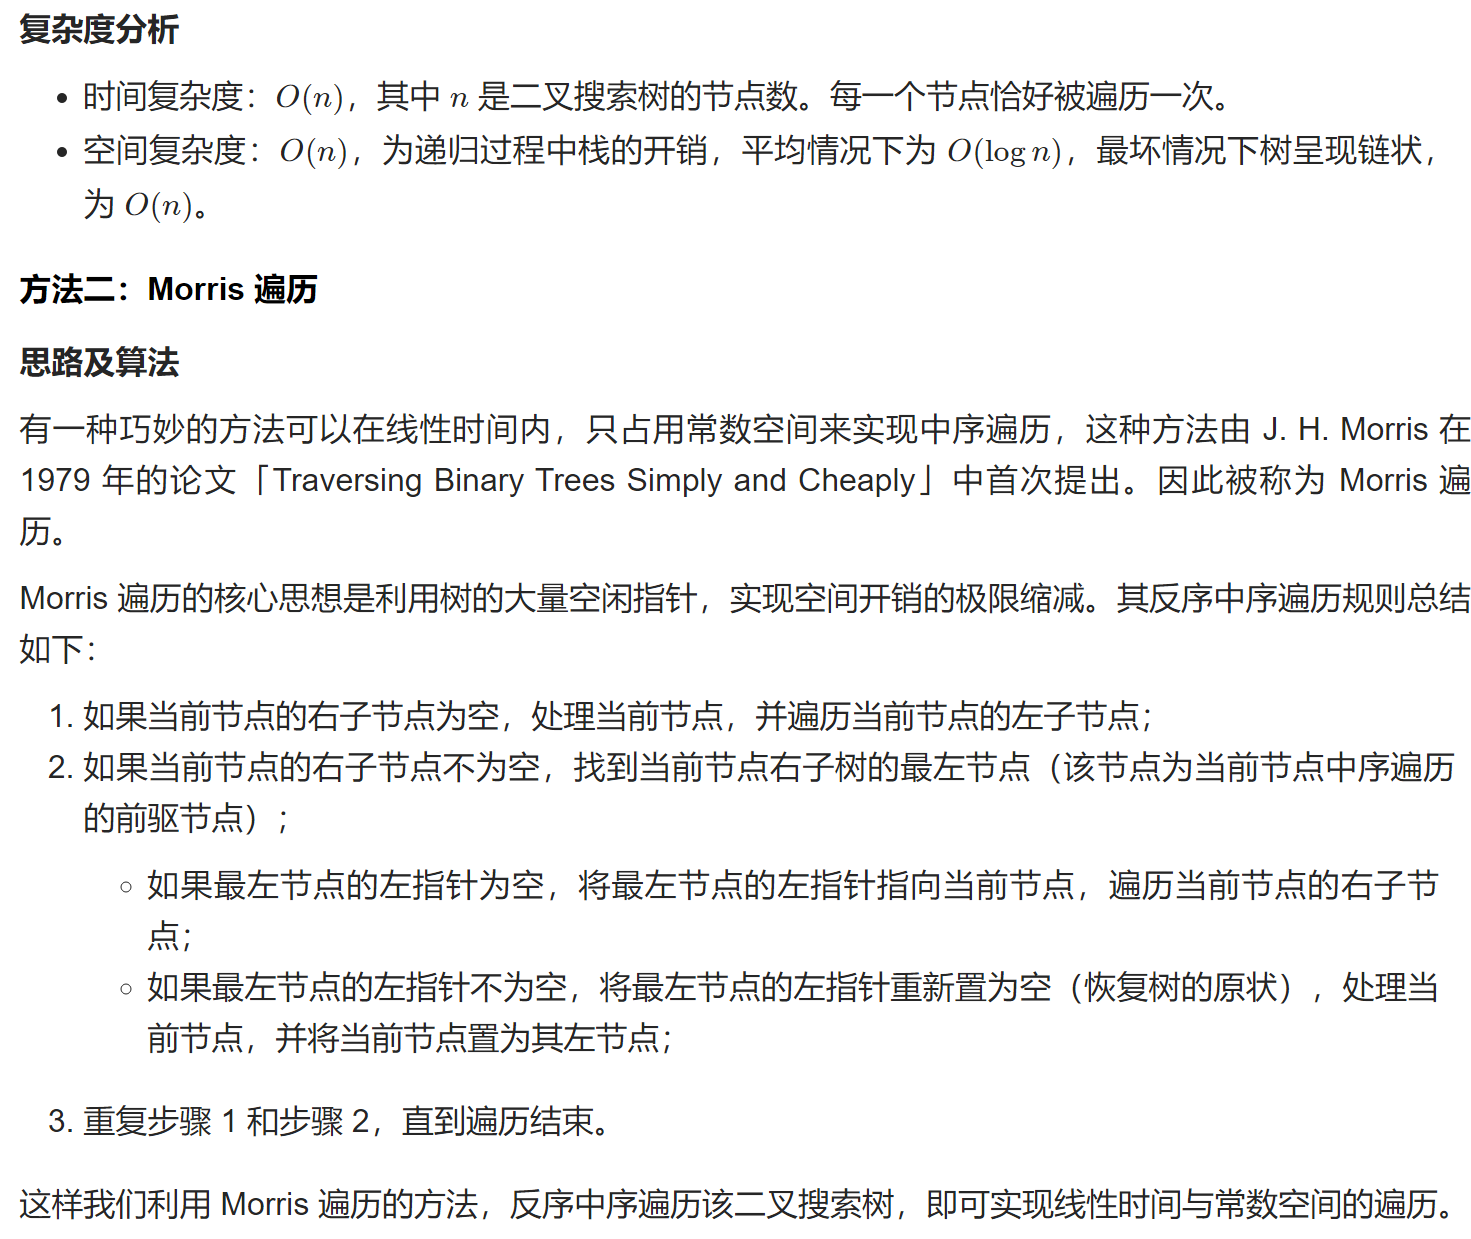 复杂度分析
• 时间复杂度：O(n)，其中 n 是二叉搜索树的节点数。每一个节点恰好被遍历一次。
• 空间复杂度：O(n)，为递归过程中栈的开销，平均情况下为 O(log n)，最坏情况下树呈现链状，
为 O(n)。
方法二：Morris 遍历
思路及算法
有一种巧妙的方法可以在线性时间内，只占用常数空间来实现中序遍历，这种方法由 J. H. Morris 在
1979 年的论文「Traversing Binary Trees Simply and Cheaply」中首次提出。因此被称为 Morris 遍
历。
Morris 遍历的核心思想是利用树的大量空闲指针，实现空间开销的极限缩减。其反序中序遍历规则总结
如下：
1. 如果当前节点的右子节点为空，处理当前节点，并遍历当前节点的左子节点；
2. 如果当前节点的右子节点不为空，找到当前节点右子树的最左节点（该节点为当前节点中序遍历
的前驱节点）；
◦ 如果最左节点的左指针为空，将最左节点的左指针指向当前节点，遍历当前节点的右子节
点；
◦ 如果最左节点的左指针不为空，将最左节点的左指针重新置为空（恢复树的原状），处理当
前节点，并将当前节点置为其左节点；
3. 重复步骤 1 和步骤 2，直到遍历结束。
这样我们利用 Morris 遍历的方法，反序中序遍历该二叉搜索树，即可实现线性时间与常数空间的遍历。